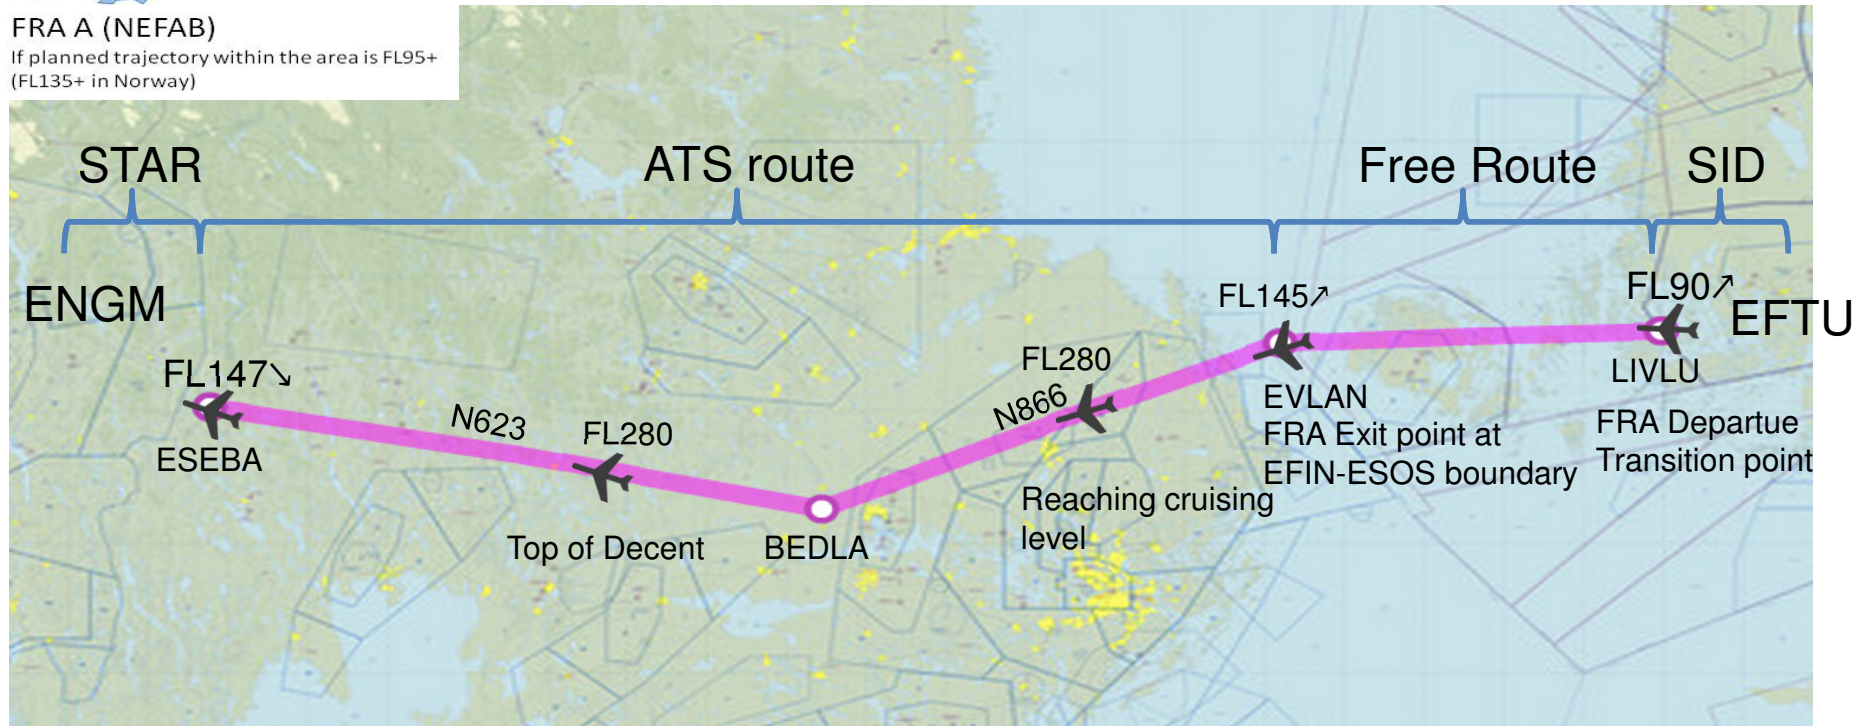 FRA A (NEFAB)
If planned trajectory within the area is FL95+
(FL135+ in Norway)
STAR
ATS route
Free Route
SID
ENGM
FL147↘
ESEBA
N623
FL280
Top of Decent
BEDLA
N866
FL280
Reaching cruising
level
FL145↗
EVLAN
FRA Exit point at
EFIN-ESOS boundary
FL90↗
EFTU
LIVLU
FRA Departue
Transition point